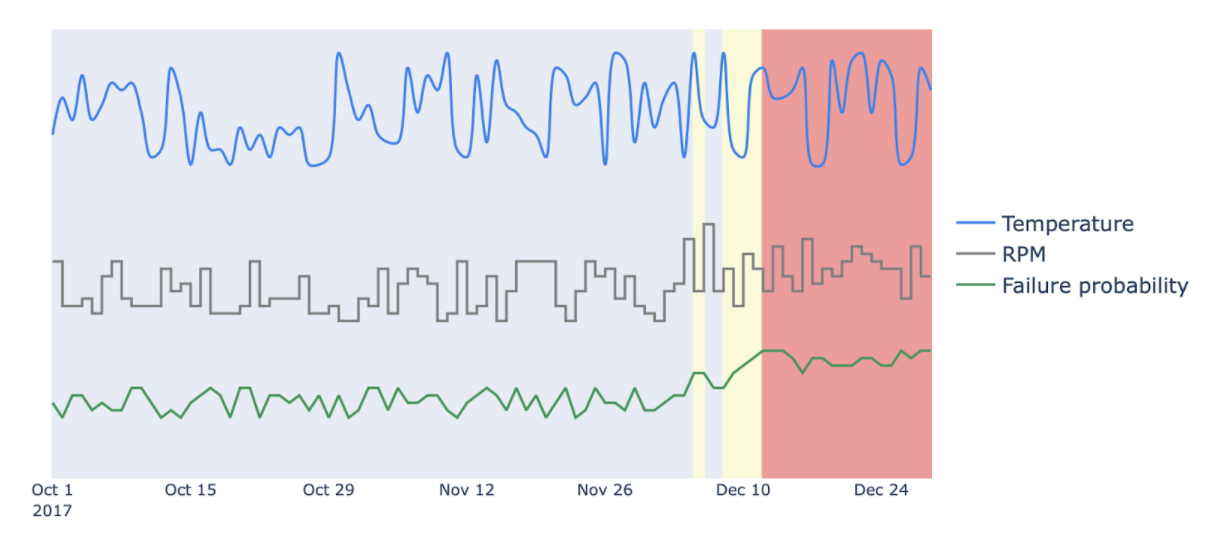 Temperature
RPM
Failure probability
Oct 1
2017
Oct 15
Oct 29
Nov 12
Nov 26
Dec 10
Dec 24